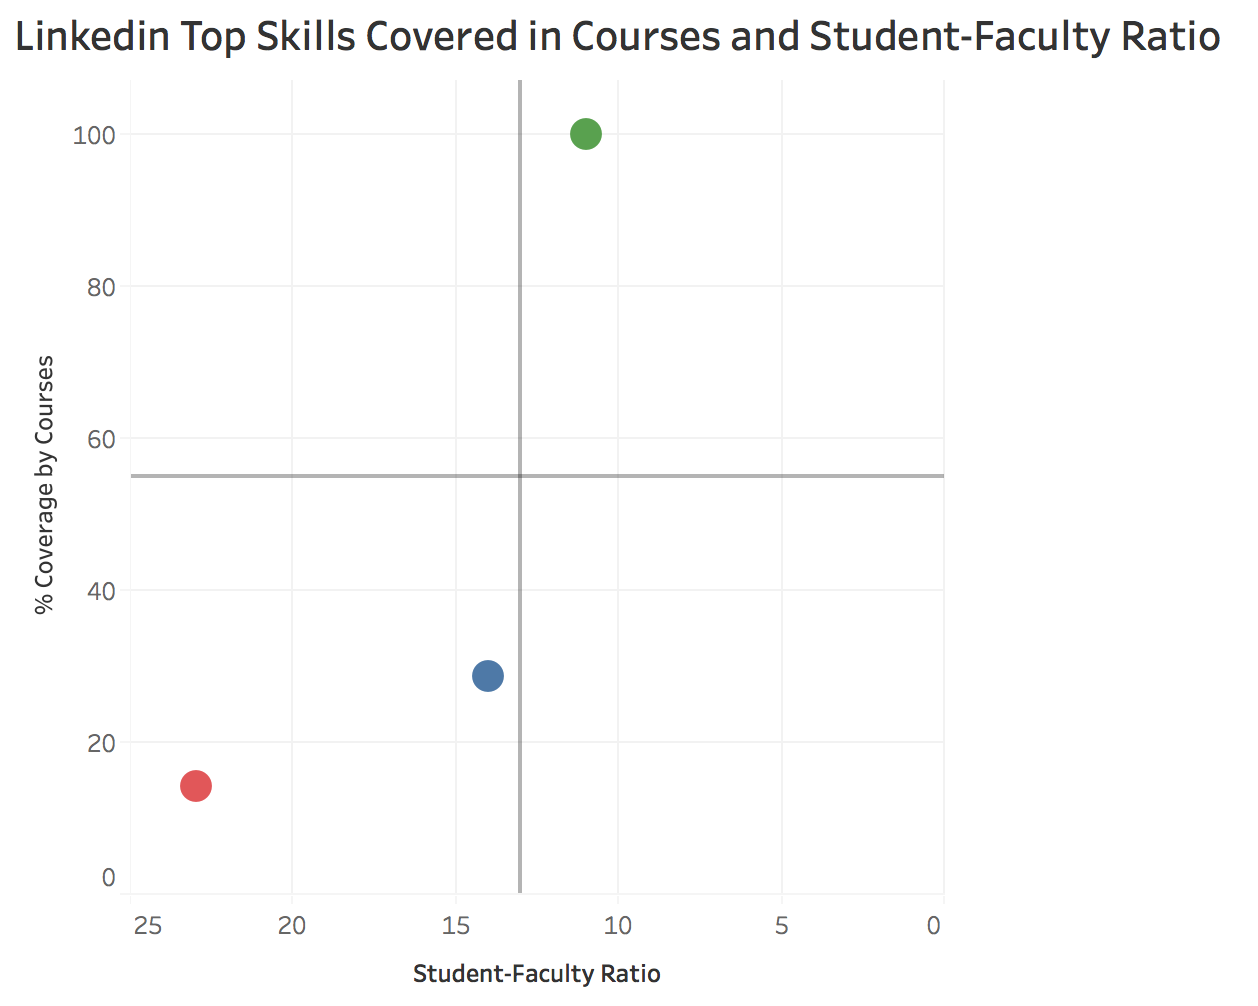 Linkedin Top Skills Covered in Courses and Student-Faculty Ratio
100
80
60
40
20
0
% Coverage by Courses
25 20 15 10 5 0
Student-Faculty Ratio